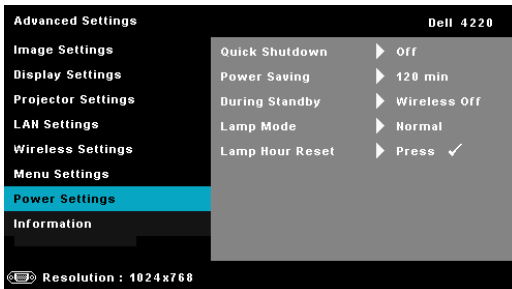 Advanced Settings Dell 4220
Image Settings
Display Settings
Projector Settings
LAN Settings
Wireless Settings
Menu Settings
Power Settings
Information
Quick Shutdown Off
Power Saving 120 min
During Standby Wireless Off
Lamp Mode Normal
Lamp Hour Reset Press ✓
Resolution : 1024x768